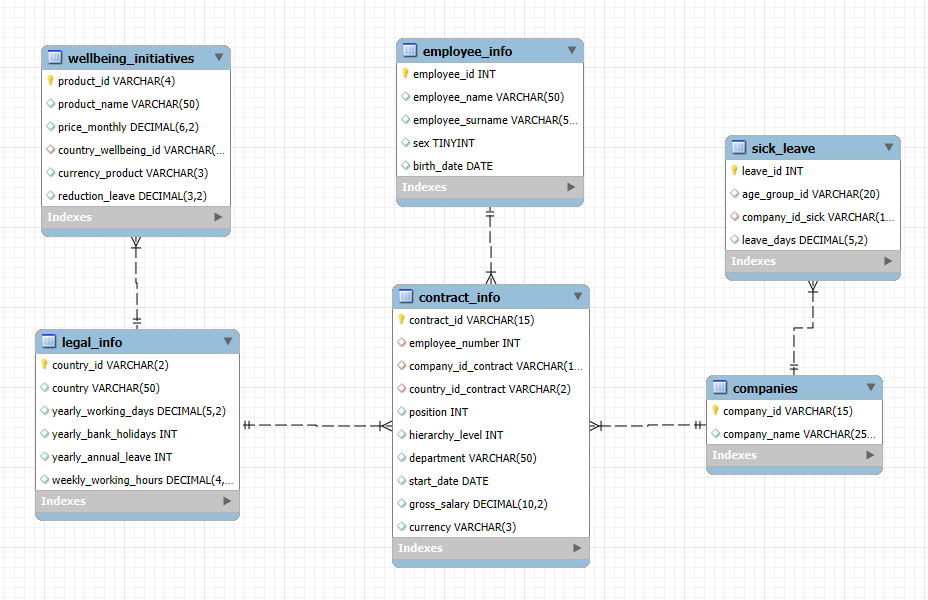 wellbeing_initiatives
product_id VARCHAR(4)
product_name VARCHAR(50)
price_monthly DECIMAL(6,2)
country_wellbeing_id VARCHAR(...
currency_product VARCHAR(3)
reduction_leave DECIMAL(3,2)
Indexes
employee_info
employee_id INT
employee_name VARCHAR(50)
employee_surname VARCHAR(5...
sex TINYINT
birth_date DATE
Indexes
sick_leave
leave_id INT
age_group_id VARCHAR(20)
company_id_sick VARCHAR(1...
leave_days DECIMAL(5,2)
Indexes
legal_info
country_id VARCHAR(2)
country VARCHAR(50)
yearly_working_days DECIMAL(5,2)
yearly_bank_holidays INT
yearly_annual_leave INT
weekly_working_hours DECIMAL(4,...
Indexes
contract_info
contract_id VARCHAR(15)
employee_number INT
company_id_contract VARCHAR(1...
country_id_contract VARCHAR(2)
position INT
hierarchy_level INT
department VARCHAR(50)
start_date DATE
gross_salary DECIMAL(10,2)
currency VARCHAR(3)
Indexes
companies
company_id VARCHAR(15)
company_name VARCHAR(25...
Indexes